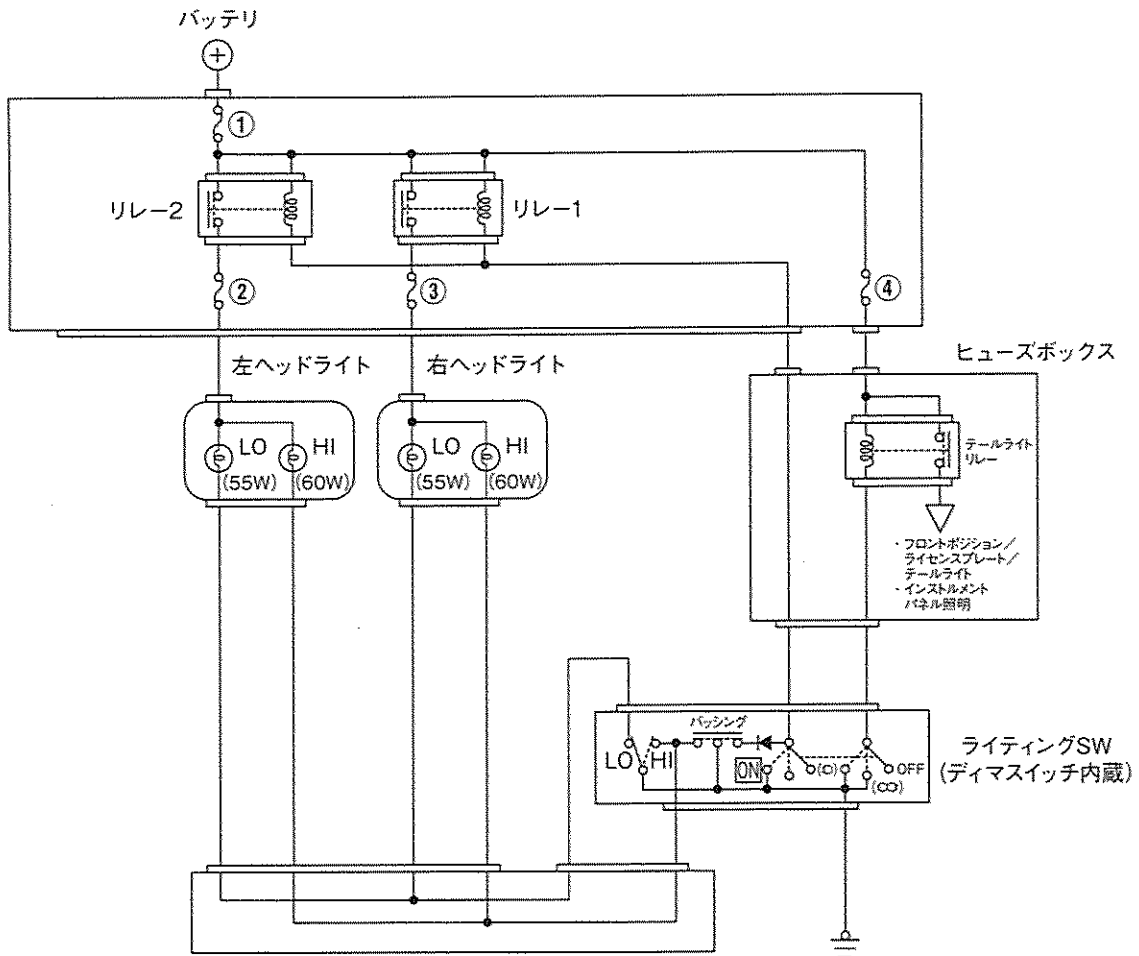 バッテリ
①
リレー2
リレー1
②
③
④
左ヘッドライト
右ヘッドライト
ヒューズボックス
LO
HI
(55W)
(60W)
LO
HI
(55W)
(60W)
テールライト
リレー
・フロントポジション/
ライセンスプレート/
テールライト
・インストルメント
パネル照明
パッシング
LO
HI
ON
OFF
ライティングSW
(ディマスイッチ内蔵)